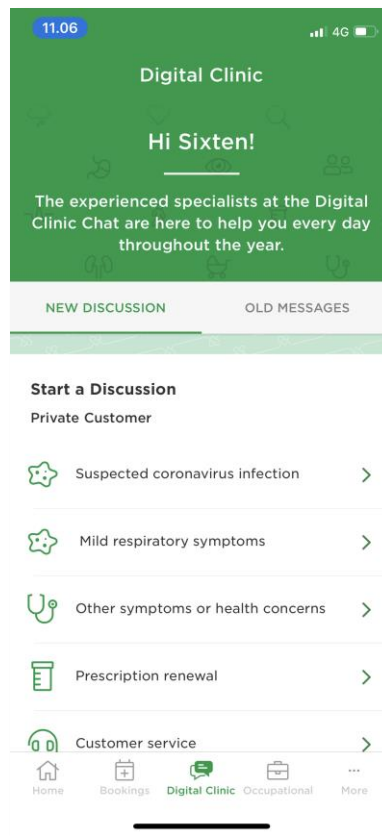 11.06
4G
Digital Clinic
Hi Sixten!
The experienced specialists at the Digital
Clinic Chat are here to help you every day
throughout the year.
NEW DISCUSSION
OLD MESSAGES
Start a Discussion
Private Customer
Suspected coronavirus infection
Mild respiratory symptoms
Other symptoms or health concerns
Prescription renewal
Customer service
Home
Bookings
Digital Clinic
Occupational
More